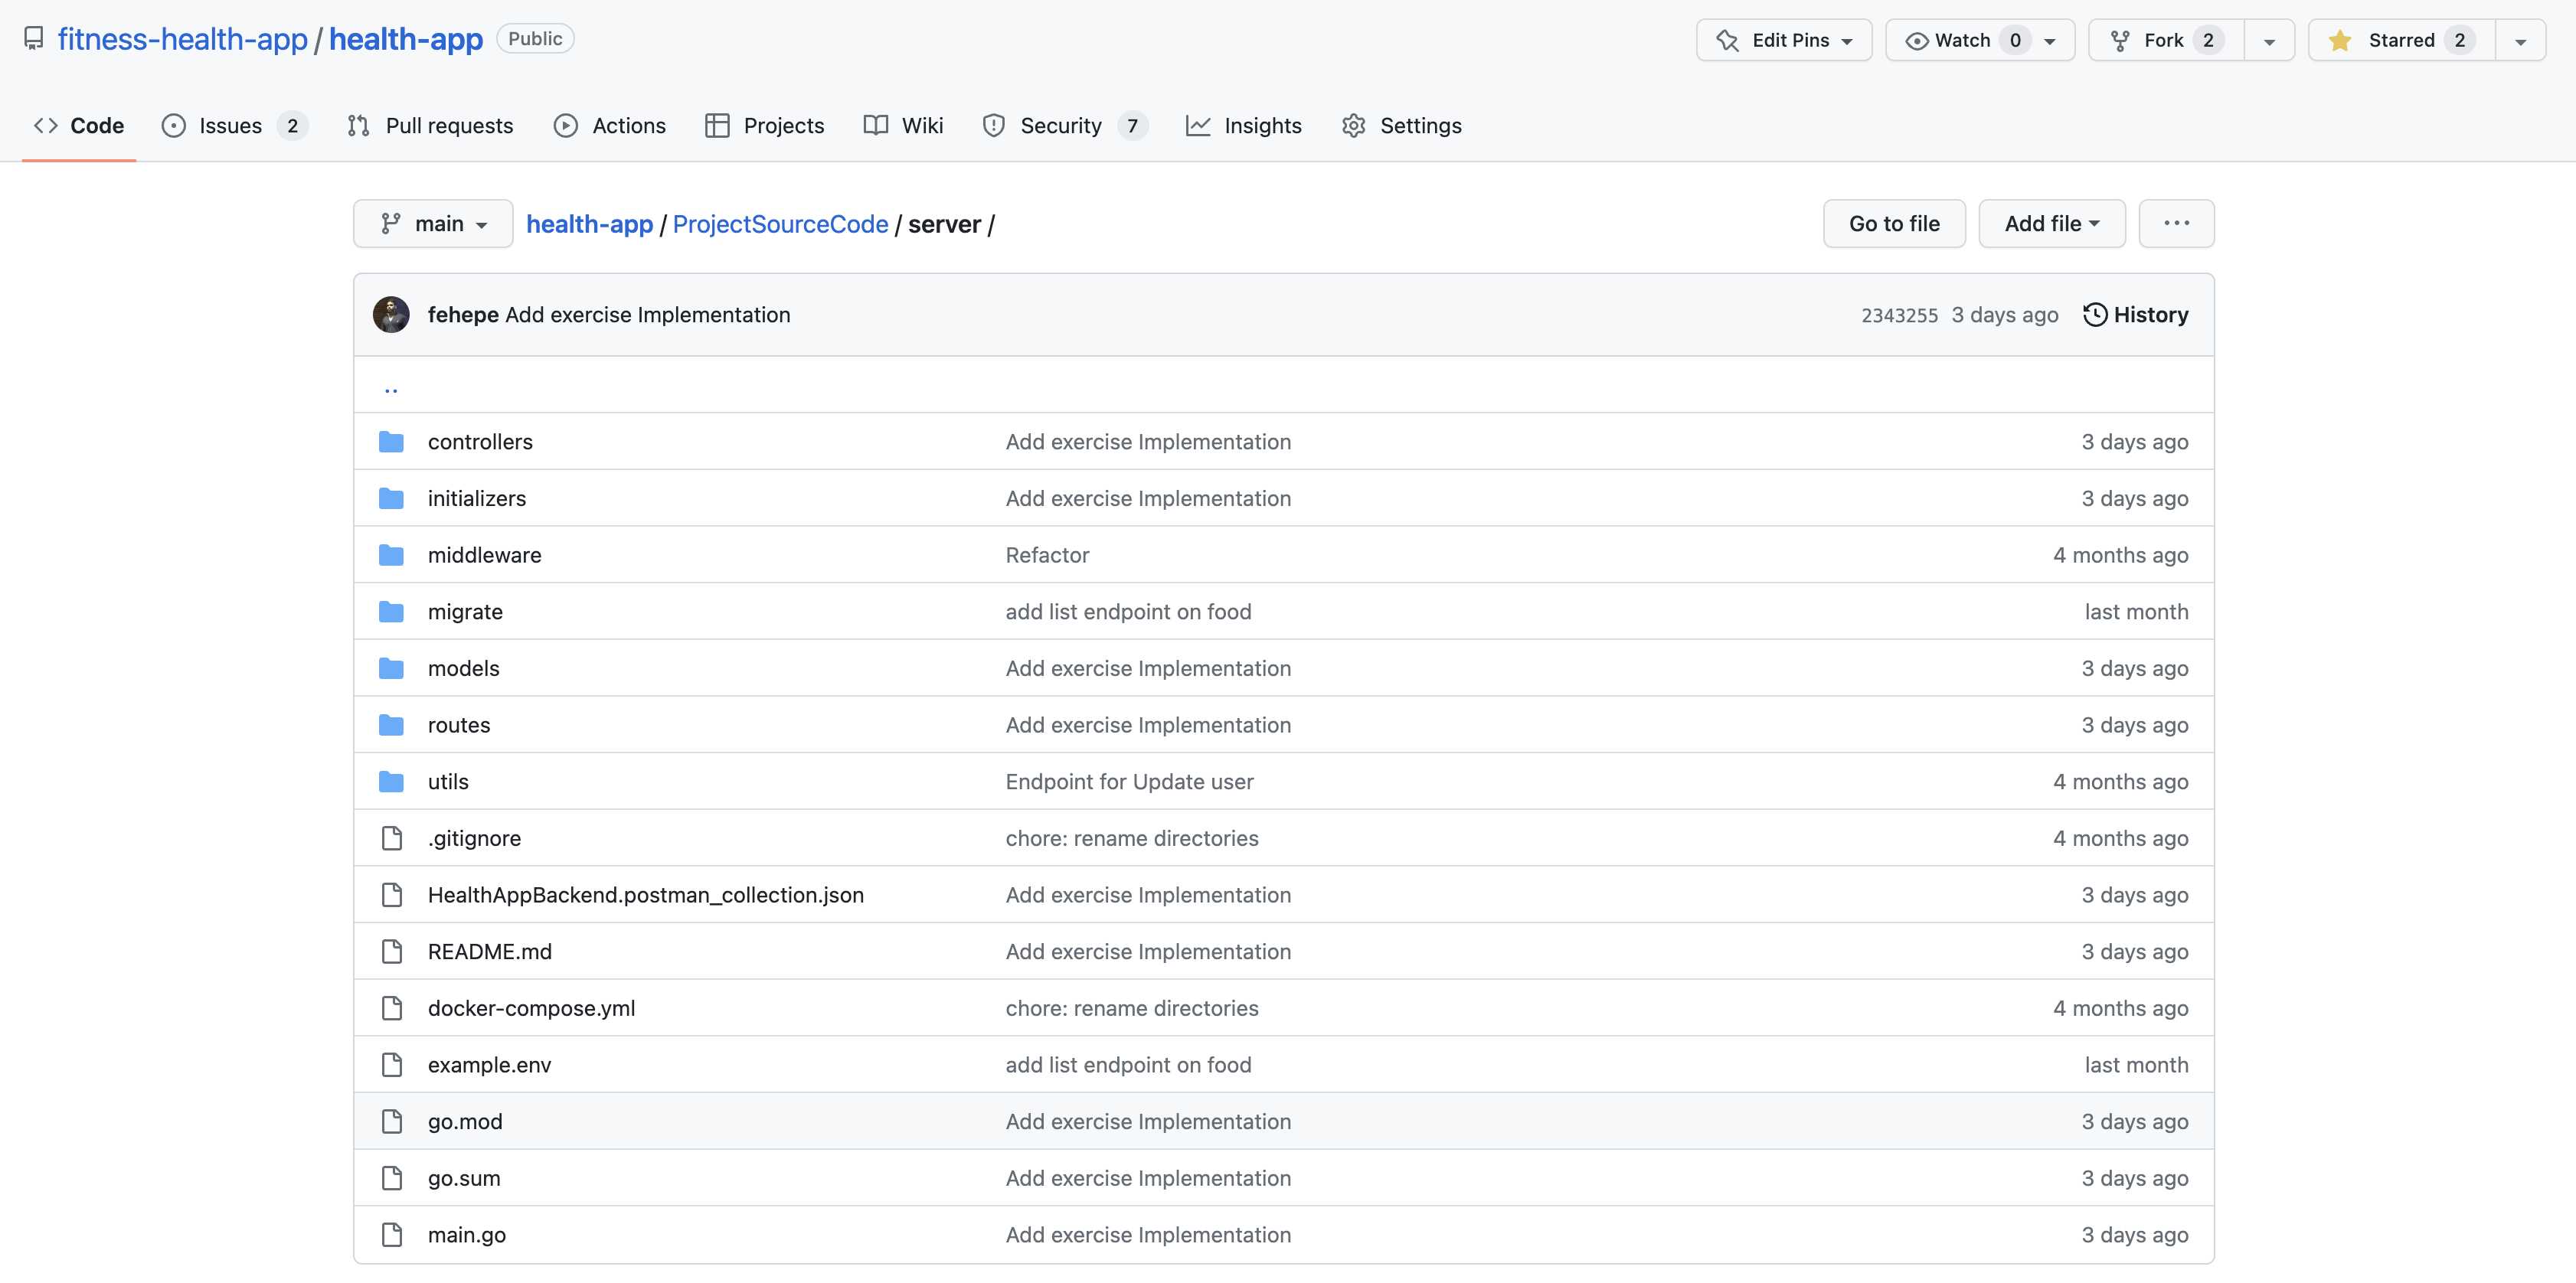 fitness-health-app / health-app Public Edit Pins Watch 0 Fork 2 Starred 2
Code Issues 2 Pull requests Actions Projects Wiki Security 7 Insights Settings
main health-app / ProjectSourceCode / server / Go to file Add file ...
fehepe Add exercise Implementation 2343255 3 days ago History
..
controllers Add exercise Implementation 3 days ago
initializers Add exercise Implementation 3 days ago
middleware Refactor 4 months ago
migrate add list endpoint on food last month
models Add exercise Implementation 3 days ago
routes Add exercise Implementation 3 days ago
utils Endpoint for Update user 4 months ago
.gitignore chore: rename directories 4 months ago
HealthAppBackend.postman_collection.json Add exercise Implementation 3 days ago
README.md Add exercise Implementation 3 days ago
docker-compose.yml chore: rename directories 4 months ago
example.env add list endpoint on food last month
go.mod Add exercise Implementation 3 days ago
go.sum Add exercise Implementation 3 days ago
main.go Add exercise Implementation 3 days ago